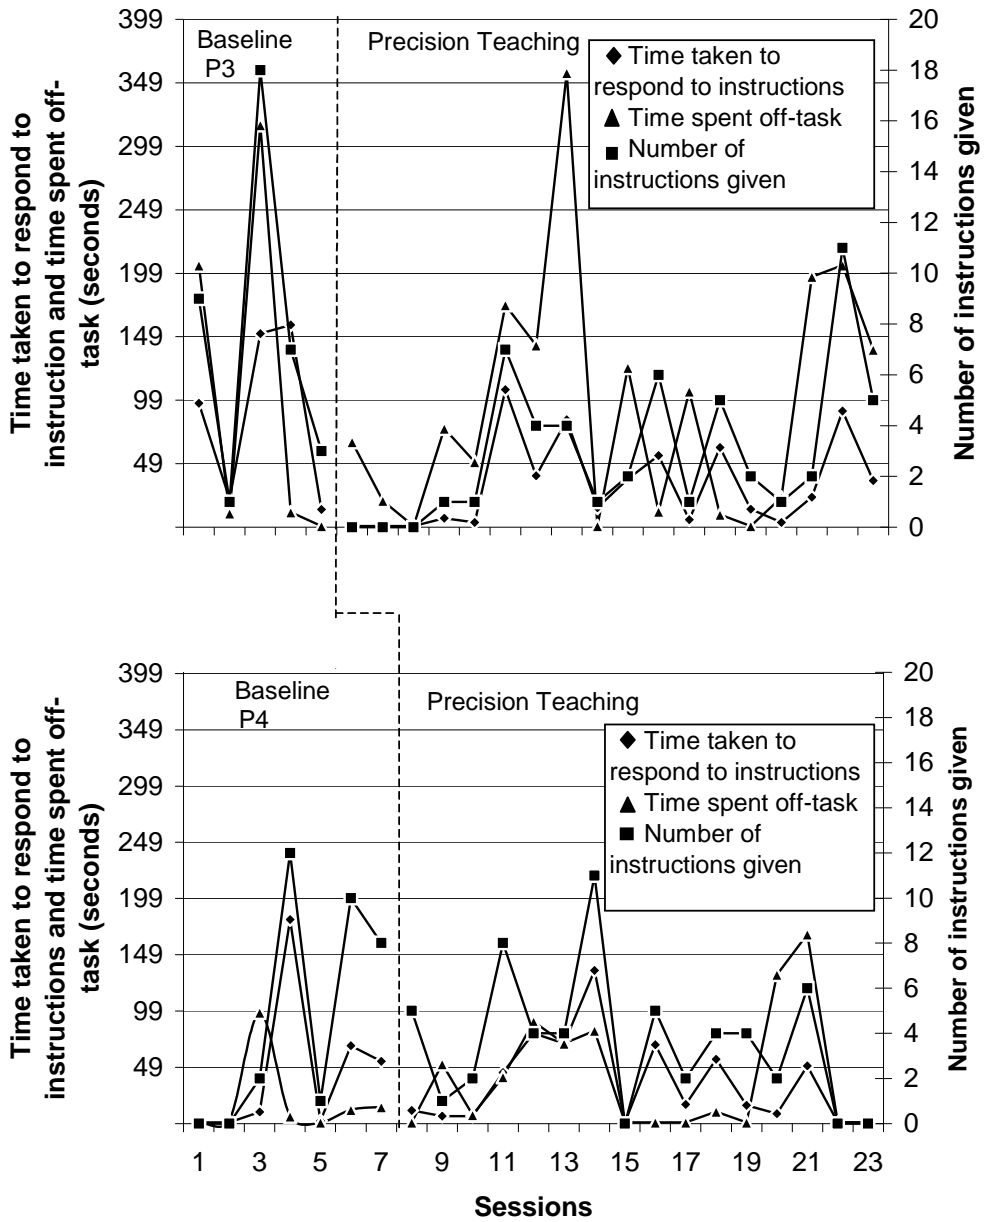 399
349
299
249
199
149
99
49
Time taken to respond to
instruction and time spent off-
task (seconds)
Baseline
P3
Precision Teaching
Time taken to
respond to instructions
Time spent off-task
Number of
instructions given
20
18
16
14
12
10
8
6
4
2
0
Number of instructions given
399
349
299
249
199
149
99
49
Time taken to respond to
instructions and time spent off-
task (seconds)
Baseline
P4
Precision Teaching
Time taken to
respond to instructions
Time spent off-task
Number of
instructions given
20
18
16
14
12
10
8
6
4
2
0
Number of instructions given
1 3 5 7 9 11 13 15 17 19 21 23
Sessions